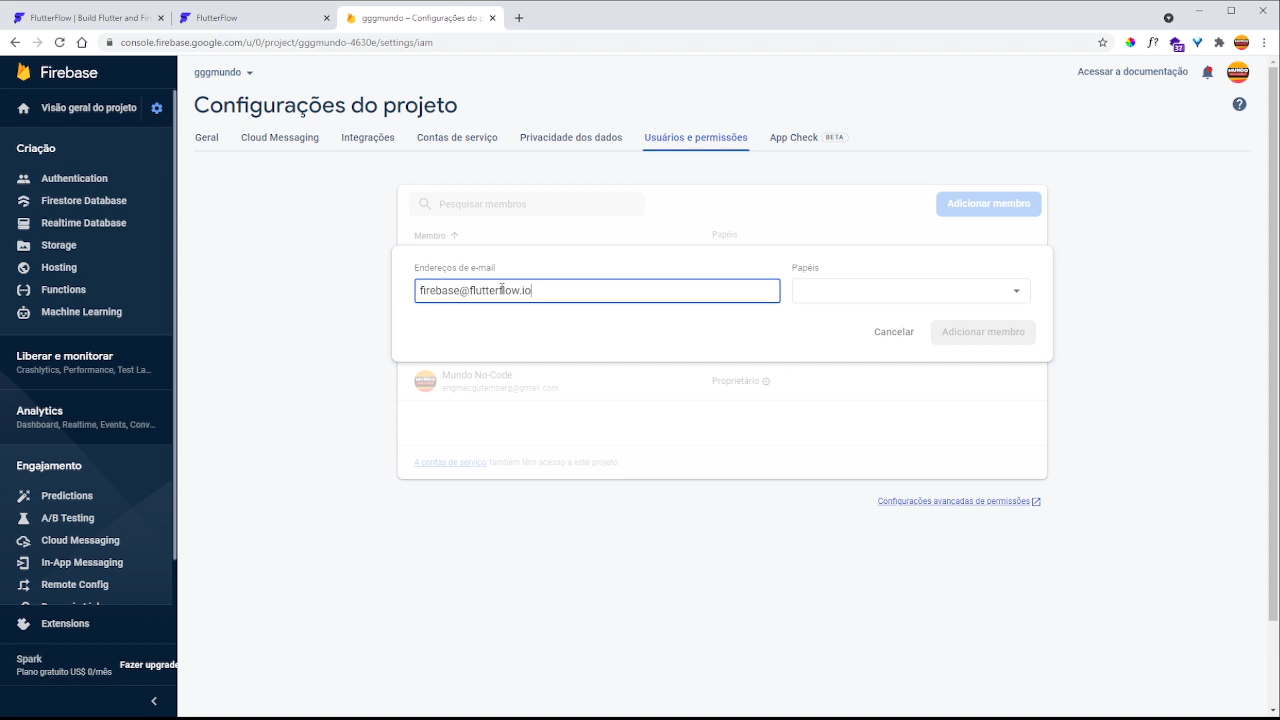 FlutterFlow | Build Flutter and Fir
FlutterFlow
gggmundo – Configurações do p
console.firebase.google.com/u/0/project/gggmundo-4630e/settings/iam
f?
37
Firebase
gggmundo
Acessar a documentação
Visão geral do projeto
Configurações do projeto
Geral
Cloud Messaging
Integrações
Contas de serviço
Privacidade dos dados
Usuários e permissões
App Check
BETA
Criação
Authentication
Firestore Database
Realtime Database
Storage
Hosting
Functions
Machine Learning
Liberar e monitorar
Crashlytics, Performance, Test La...
Analytics
Dashboard, Realtime, Events, Conv...
Engajamento
Predictions
A/B Testing
Cloud Messaging
In-App Messaging
Remote Config
Extensions
Spark
Plano gratuito US$ 0/mês
Fazer upgrade
Pesquisar membros
Adicionar membro
Membro
Papéis
Endereços de e-mail
Papéis
firebase@flutterflow.io
Cancelar
Adicionar membro
Mundo No-Code
engmecgutemberg@gmail.com
Proprietário
4 contas de serviço também têm acesso a este projeto.
Configurações avançadas de permissões